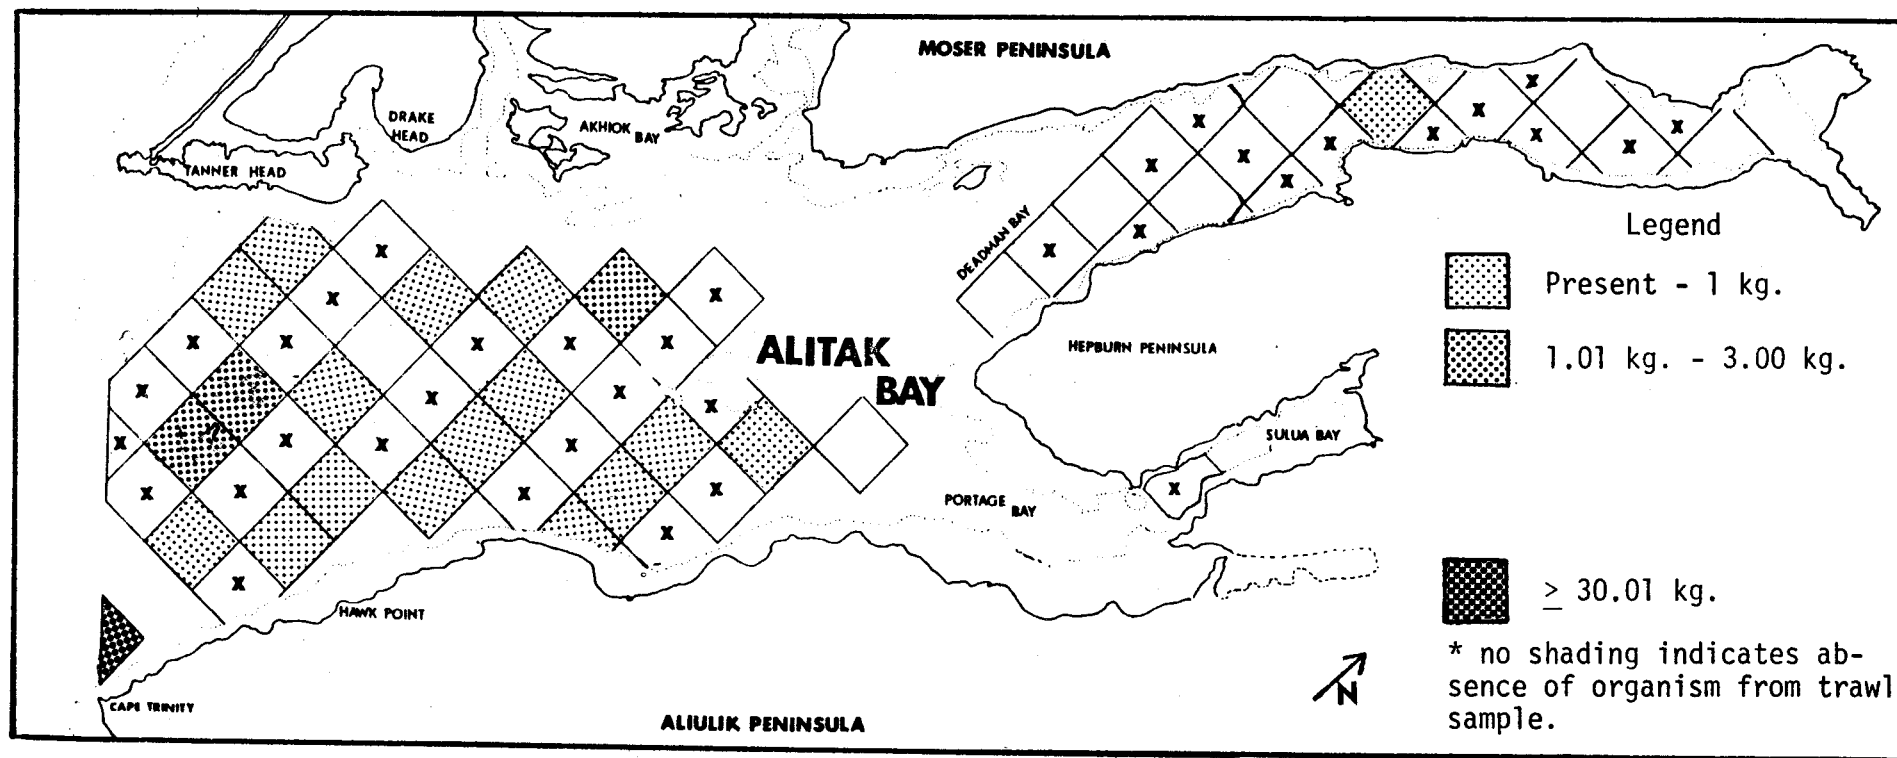 MOSER PENINSULA
DRAKE
HEAD
AKHIOK BAY
TANNER HEAD
DEADMAN BAY
ALITAK
BAY
HEPBURN PENINSULA
SULUA BAY
PORTAGE BAY
HAWK POINT
CAPE TRINITY
ALIULIK PENINSULA
N
Legend
Present - 1 kg.
1.01 kg. - 3.00 kg.
≥ 30.01 kg.
* no shading indicates ab-
sence of organism from trawl
sample.